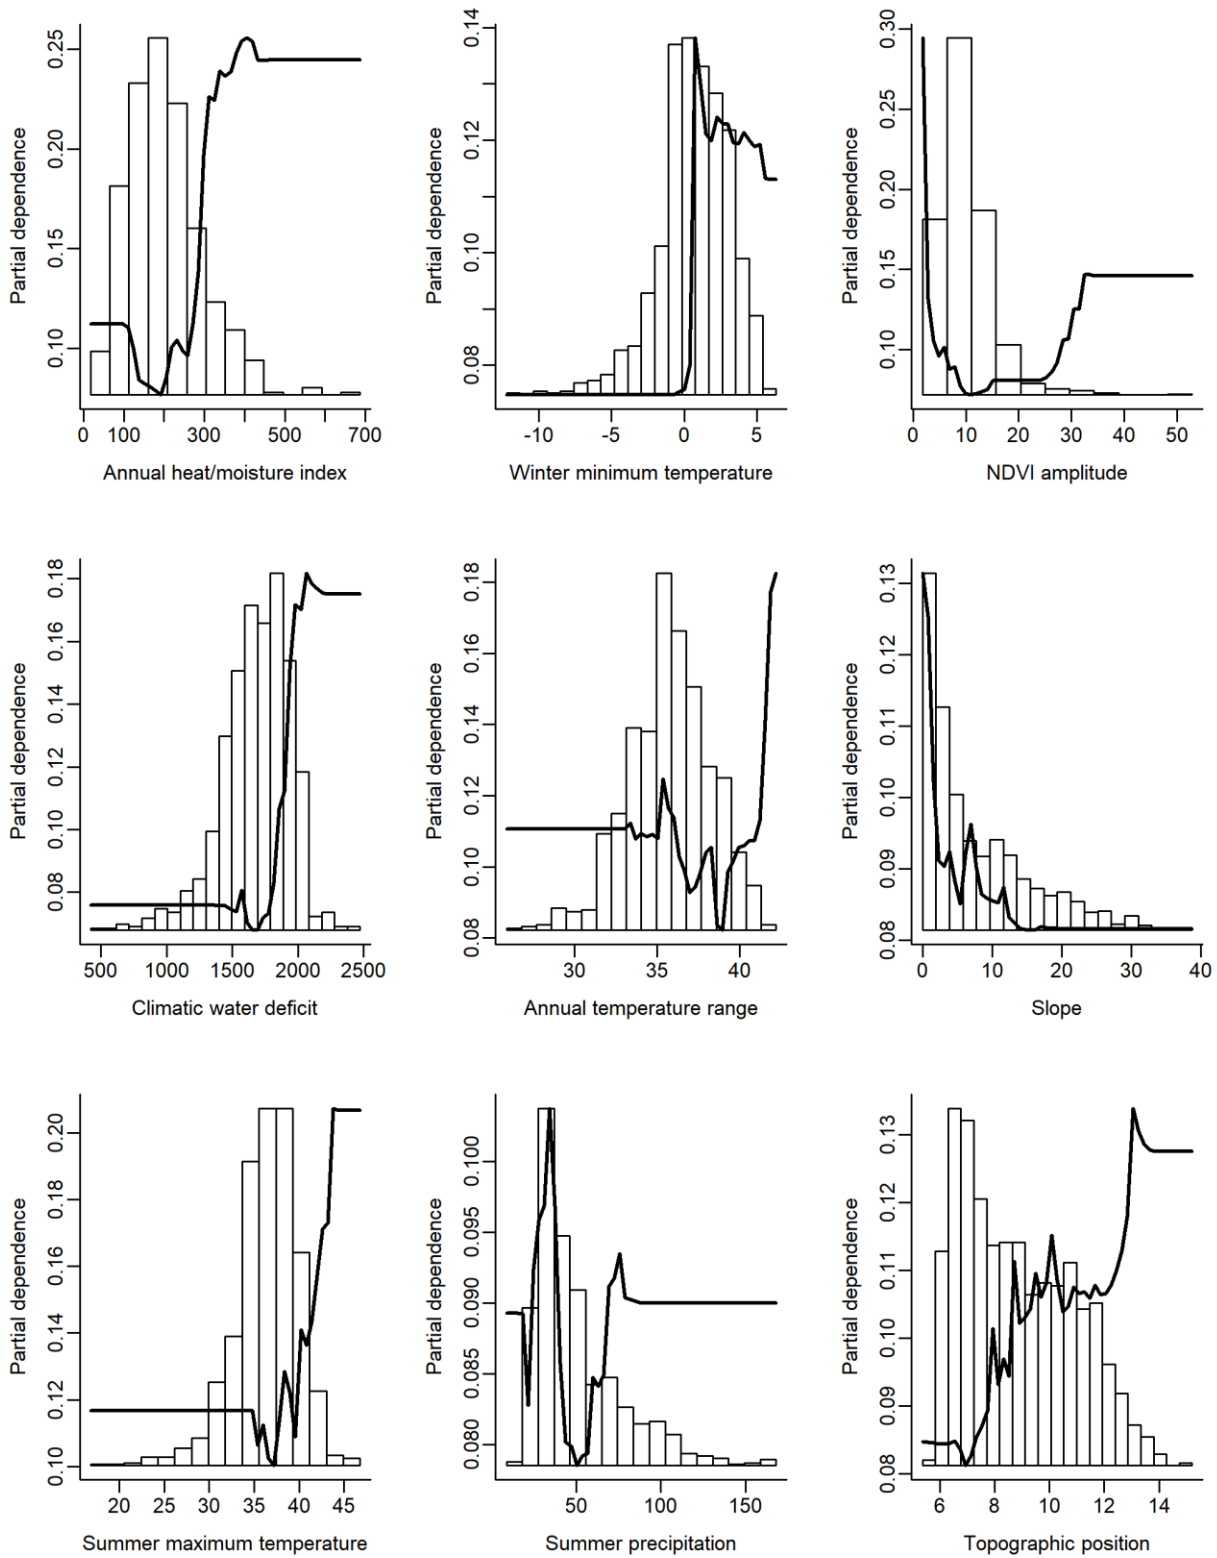 Partial dependence
0.10 0.15 0.20 0.25
0 100 300 500 700
Annual heat/moisture index
Partial dependence
0.08 0.10 0.12 0.14
-10 -5 0 5
Winter minimum temperature
Partial dependence
0.10 0.15 0.20 0.30
0 10 20 30 40 50
NDVI amplitude
Partial dependence
0.08 0.10 0.12 0.14 0.16 0.18
500 1000 1500 2000 2500
Climatic water deficit
Partial dependence
0.08 0.10 0.12 0.14 0.16 0.18
30 35 40
Annual temperature range
Partial dependence
0.08 0.09 0.10 0.11 0.12 0.13
0 10 20 30 40
Slope
Partial dependence
0.10 0.12 0.14 0.16 0.18 0.20
20 25 30 35 40 45
Summer maximum temperature
Partial dependence
0.080 0.085 0.090 0.095 0.100
50 100 150
Summer precipitation
Partial dependence
0.08 0.09 0.10 0.11 0.12 0.13
6 8 10 12 14
Topographic position